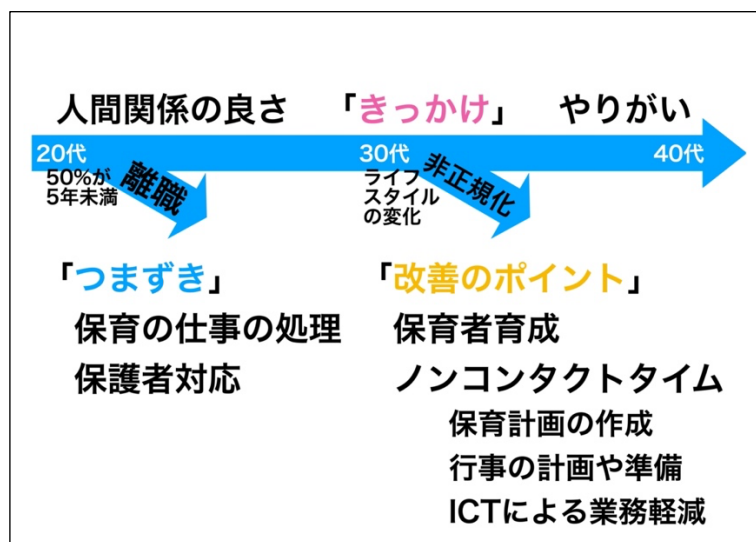 人間関係の良さ 「きっかけ」 やりがい
20代 30代 40代
50%が
5年未満
離職
ライフ
スタイル
の変化
非正規化
「つまずき」
保育の仕事の処理
保護者対応
「改善のポイント」
保育者育成
ノンコンタクトタイム
保育計画の作成
行事の計画や準備
ICTによる業務軽減